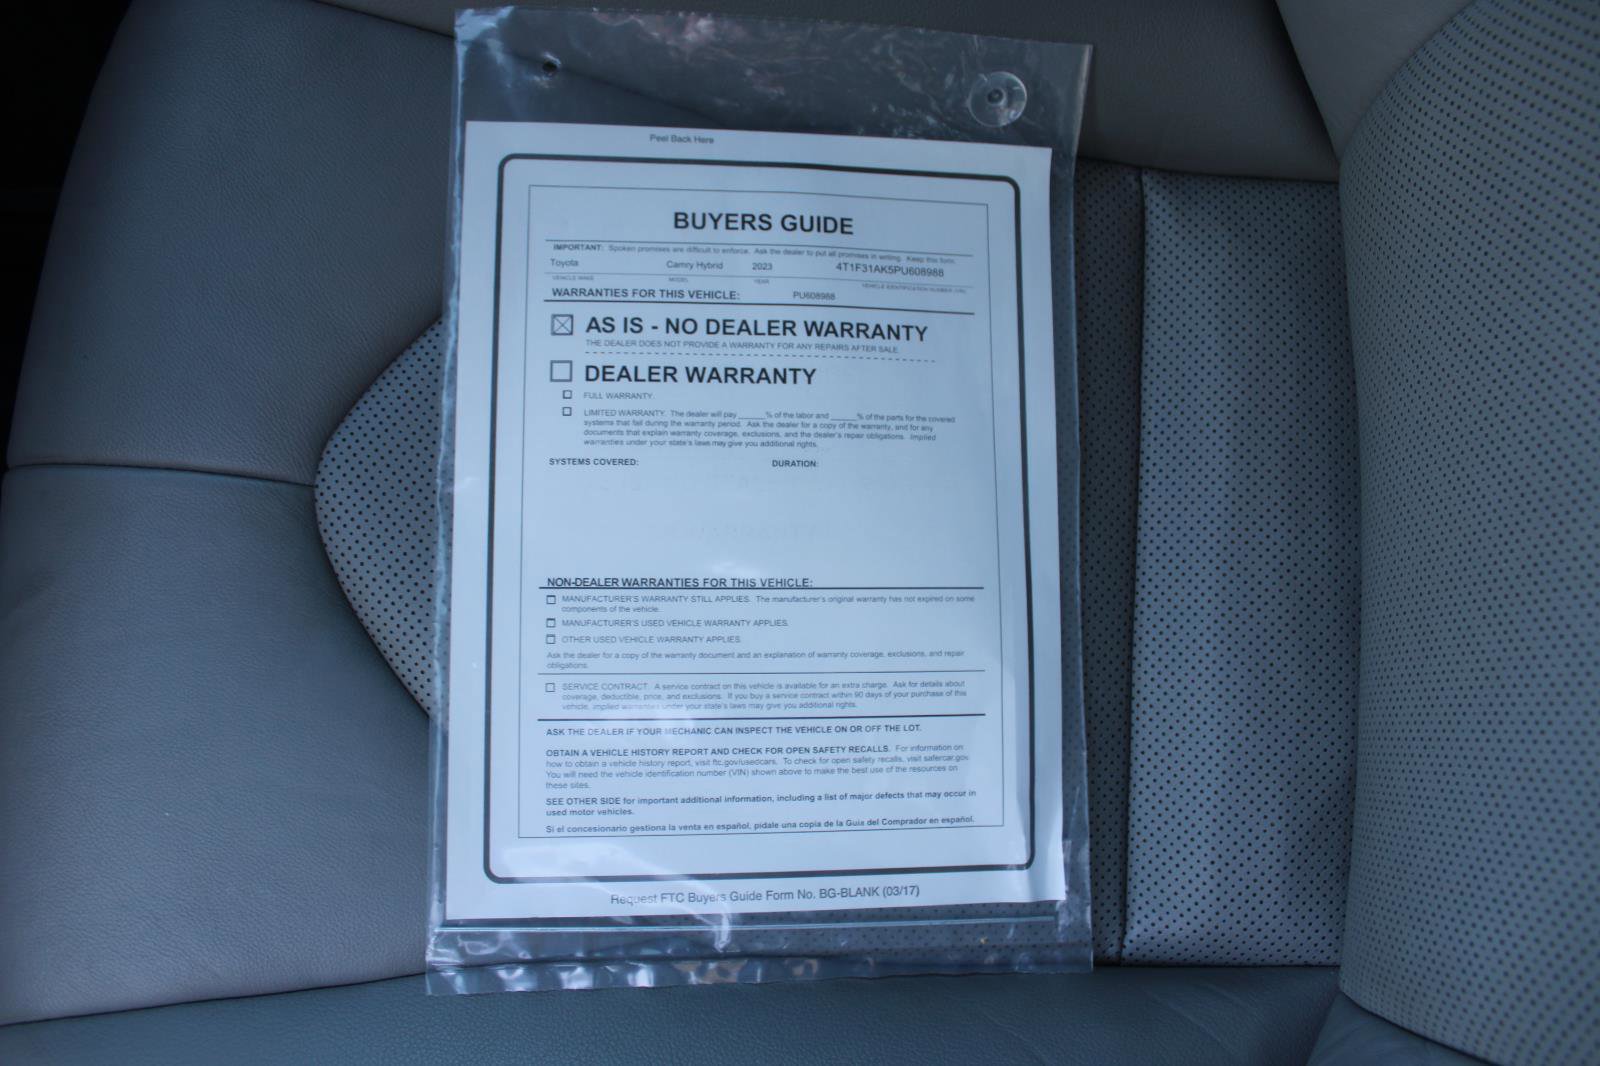 Peel Back Here
BUYERS GUIDE
IMPORTANT: Spoken promises are difficult to enforce. Ask the dealer to put all promises in writing. Keep this form.
Toyota Camry Hybrid 2023 4T1F31AK5PU608988
VEHICLE MAKE MODEL YEAR VEHICLE IDENTIFICATION NUMBER (VIN)
WARRANTIES FOR THIS VEHICLE: PU608988
AS IS - NO DEALER WARRANTY
THE DEALER DOES NOT PROVIDE A WARRANTY FOR ANY REPAIRS AFTER SALE.
DEALER WARRANTY
FULL WARRANTY.
LIMITED WARRANTY. The dealer will pay ______% of the labor and ______% of the parts for the covered
systems that fail during the warranty period. Ask the dealer for a copy of the warranty, and for any
documents that explain warranty coverage, exclusions, and the dealer's repair obligations. Implied
warranties under your state's laws may give you additional rights.
SYSTEMS COVERED: DURATION:
NON-DEALER WARRANTIES FOR THIS VEHICLE:
MANUFACTURER'S WARRANTY STILL APPLIES. The manufacturer's original warranty has not expired on some
components of the vehicle.
MANUFACTURER'S USED VEHICLE WARRANTY APPLIES.
OTHER USED VEHICLE WARRANTY APPLIES.
Ask the dealer for a copy of the warranty document and an explanation of warranty coverage, exclusions, and repair
obligations.
SERVICE CONTRACT. A service contract on this vehicle is available for an extra charge. Ask for details about
coverage, deductible, price, and exclusions. If you buy a service contract within 90 days of your purchase of this
vehicle, implied warranties under your state's laws may give you additional rights.
ASK THE DEALER IF YOUR MECHANIC CAN INSPECT THE VEHICLE ON OR OFF THE LOT.
OBTAIN A VEHICLE HISTORY REPORT AND CHECK FOR OPEN SAFETY RECALLS. For information on
how to obtain a vehicle history report, visit ftc.gov/usedcars. To check for open safety recalls, visit safercar.gov.
You will need the vehicle identification number (VIN) shown above to make the best use of the resources on
these sites.
SEE OTHER SIDE for important additional information, including a list of major defects that may occur in
used motor vehicles.
Si el concesionario gestiona la venta en español, pídale una copia de la Guía del Comprador en español.
Request FTC Buyers Guide Form No. BG-BLANK (03/17)